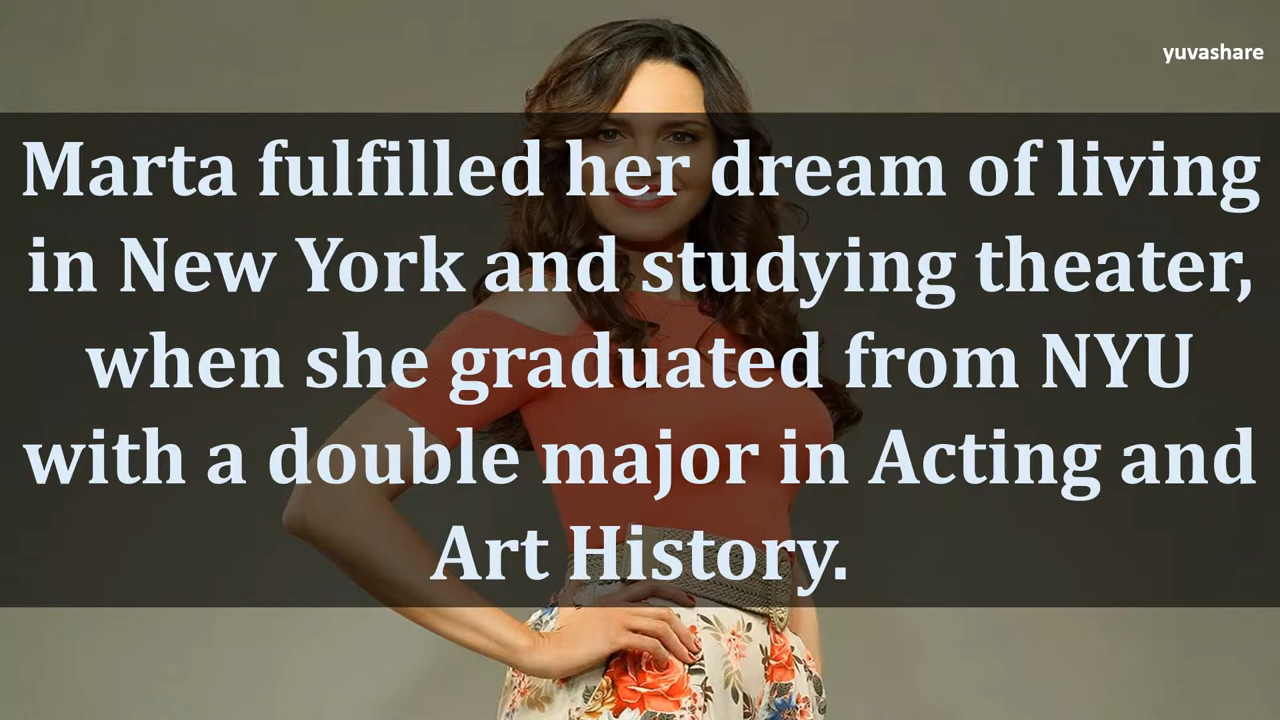 yuvashare
Marta fulfilled her dream of living
in New York and studying theater,
when she graduated from NYU
with a double major in Acting and
Art History.